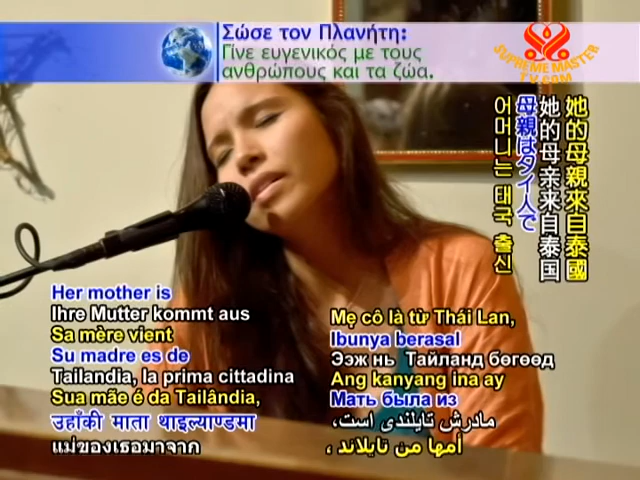 Σώσε τον Πλανήτη:
Γίνε ευγενικός με τους
ανθρώπους και τα ζώα.
SUPREME MASTER
TV.COM
她的母親來自泰國
她的母亲来自泰国
母親はタイ人で
어머니는 태국 출신
Her mother is
Ihre Mutter kommt aus
Sa mère vient
Su madre es de
Tailandia, la prima cittadina
Sua mãe é da Tailândia,
उहाँकी माता थाइल्याण्डमा
แม่ของเธอมาจาก
Mẹ cô là từ Thái Lan,
Ibunya berasal
Ээж нь Тайланд бөгөөд
Ang kanyang ina ay
Мать была из
مادرش تایلندی است،
أمها من تايلاند ،